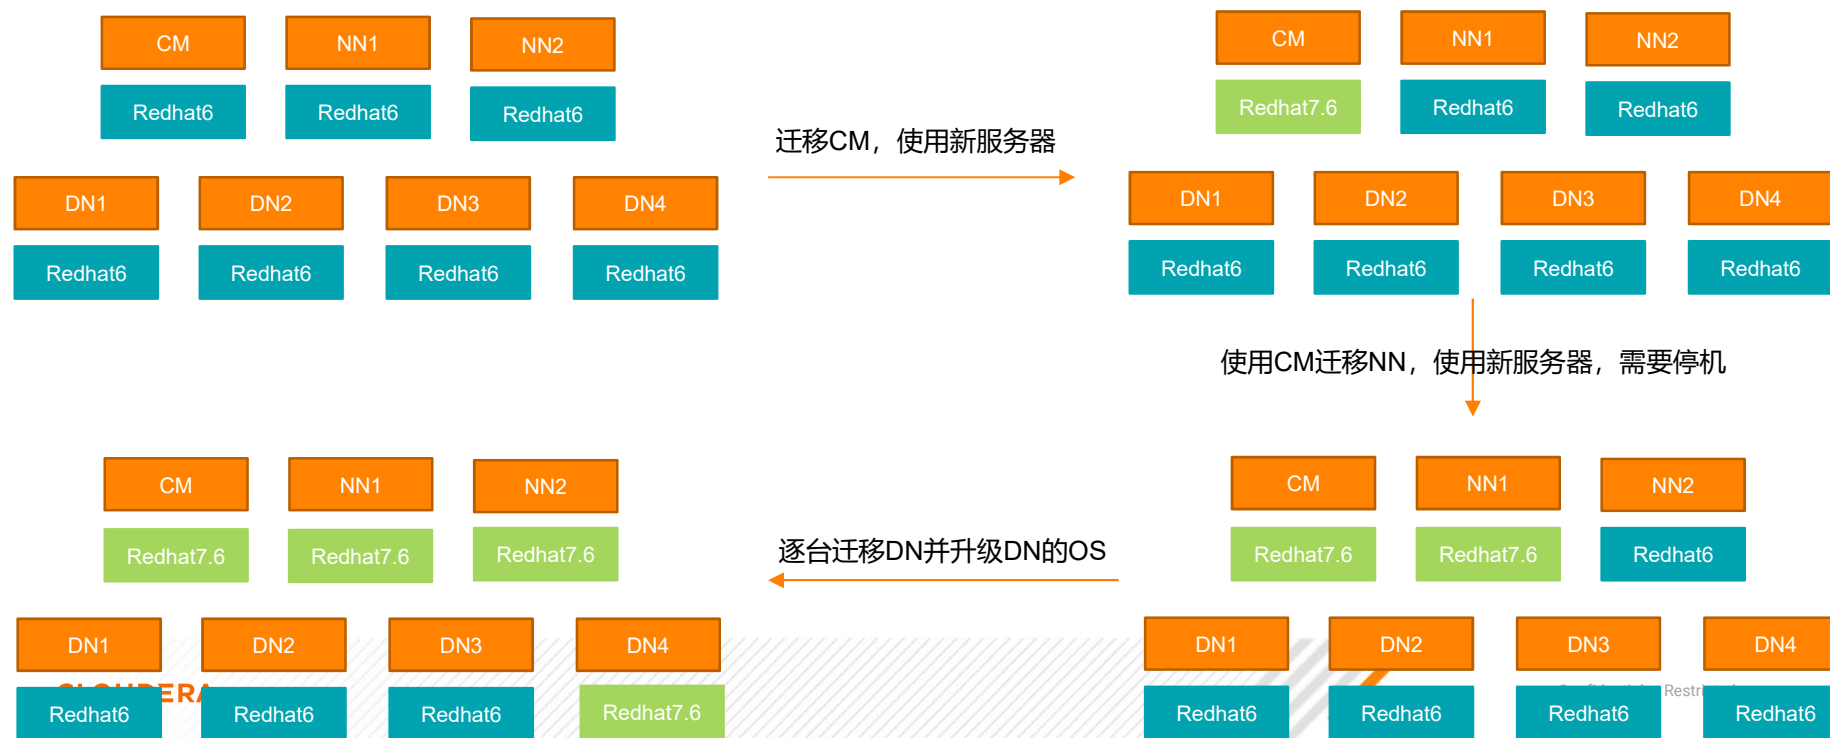 CM NN1 NN2
Redhat6 Redhat6 Redhat6
DN1 DN2 DN3 DN4
Redhat6 Redhat6 Redhat6 Redhat6
迁移CM，使用新服务器
CM NN1 NN2
Redhat7.6 Redhat6 Redhat6
DN1 DN2 DN3 DN4
Redhat6 Redhat6 Redhat6 Redhat6
使用CM迁移NN，使用新服务器，需要停机
CM NN1 NN2
Redhat7.6 Redhat7.6 Redhat6
DN1 DN2 DN3 DN4
Redhat6 Redhat6 Redhat6 Redhat6
逐台迁移DN并升级DN的OS
CM NN1 NN2
Redhat7.6 Redhat7.6 Redhat7.6
DN1 DN2 DN3 DN4
Redhat6 Redhat6 Redhat6 Redhat7.6
CLOUDERA